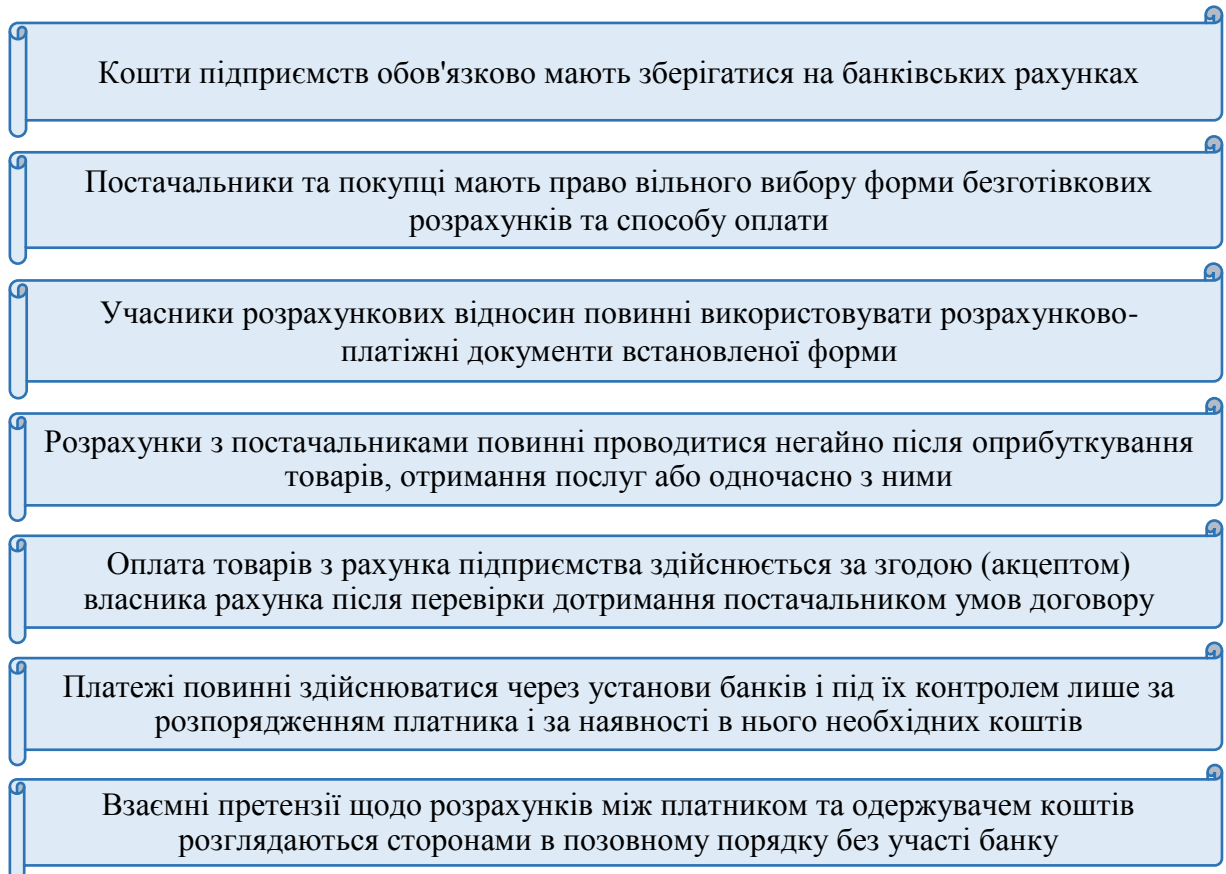 Кошти підприємств обов'язково мають зберігатися на банківських рахунках
Постачальники та покупці мають право вільного вибору форми безготівкових
розрахунків та способу оплати
Учасники розрахункових відносин повинні використовувати розрахунково-
платіжні документи встановленої форми
Розрахунки з постачальниками повинні проводитися негайно після оприбуткування
товарів, отримання послуг або одночасно з ними
Оплата товарів з рахунка підприємства здійснюється за згодою (акцептом)
власника рахунка після перевірки дотримання постачальником умов договору
Платежі повинні здійснюватися через установи банків і під їх контролем лише за
розпорядженням платника і за наявності в нього необхідних коштів
Взаємні претензії щодо розрахунків між платником та одержувачем коштів
розглядаються сторонами в позовному порядку без участі банку